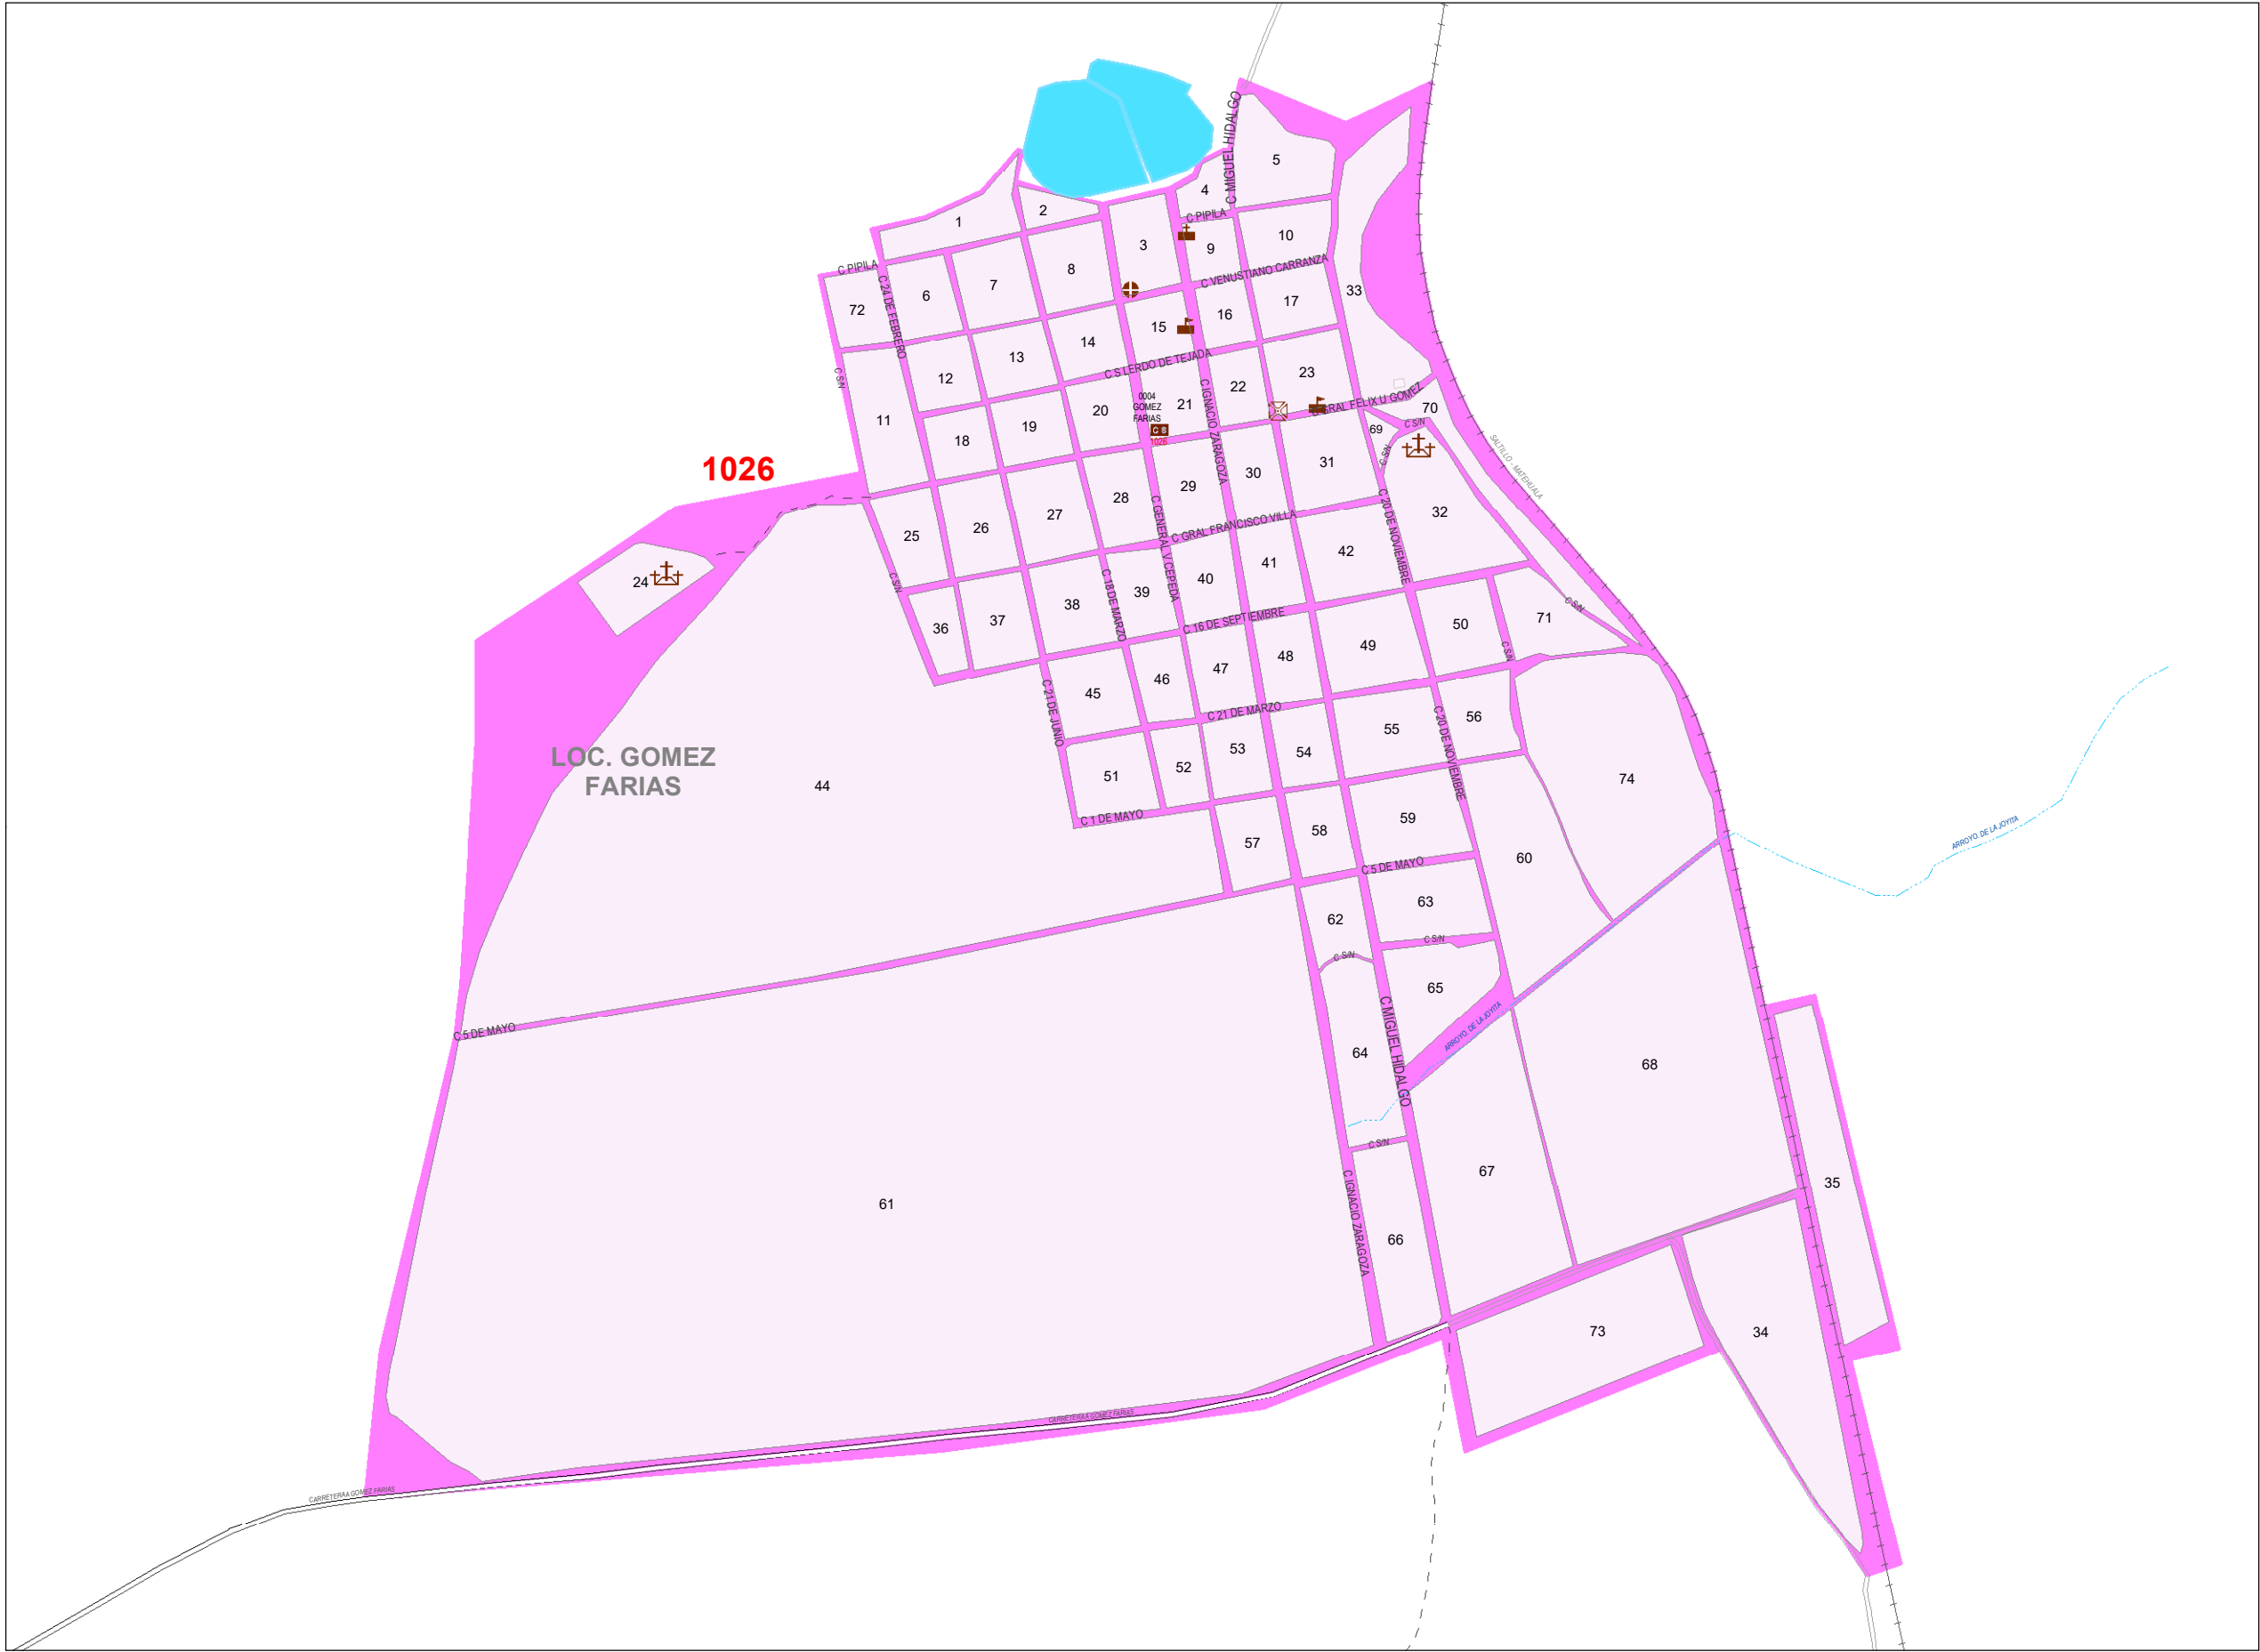 C MIGUEL HIDALGO
5
4
1
2
C PIPILA
3
9
10
8
C VENUSTIANO CARRANZA
C PIPILA
7
6
72
C 24 DE FEBRERO
33
17
16
15
14
13
12
C S/N
11
C S LERDO DE TEJADA
23
22
C IGNACIO ZARAGOZA
C GRAL FELIX U GOMEZ
0004
GOMEZ
FARIAS
21
20
19
18
C S
1026
70
69
C S/N
C S/N
SALTILLO - MATEHUALA
1026
31
30
29
28
27
26
25
32
C GENERAL V CEPEDA
C GRAL FRANCISCO VILLA
C 20 DE NOVIEMBRE
42
41
40
39
38
37
36
C S/N
C 18 DE MARZO
24
C S/N
71
50
C S/N
C 16 DE SEPTIEMBRE
49
48
47
46
45
C 21 DE JUNIO
C 21 DE MARZO
C 20 DE NOVIEMBRE
56
55
54
53
52
51
74
LOC. GOMEZ
FARIAS
44
C 1 DE MAYO
57
58
59
60
ARROYO. DE LA JOYITA
C 5 DE MAYO
63
62
C S/N
C S/N
65
ARROYO. DE LA JOYITA
C MIGUEL HIDALGO
C 5 DE MAYO
64
68
C S/N
67
35
61
C IGNACIO ZARAGOZA
66
73
34
CARRETERA A GOMEZ FARIAS
CARRETERA A GOMEZ FARIAS